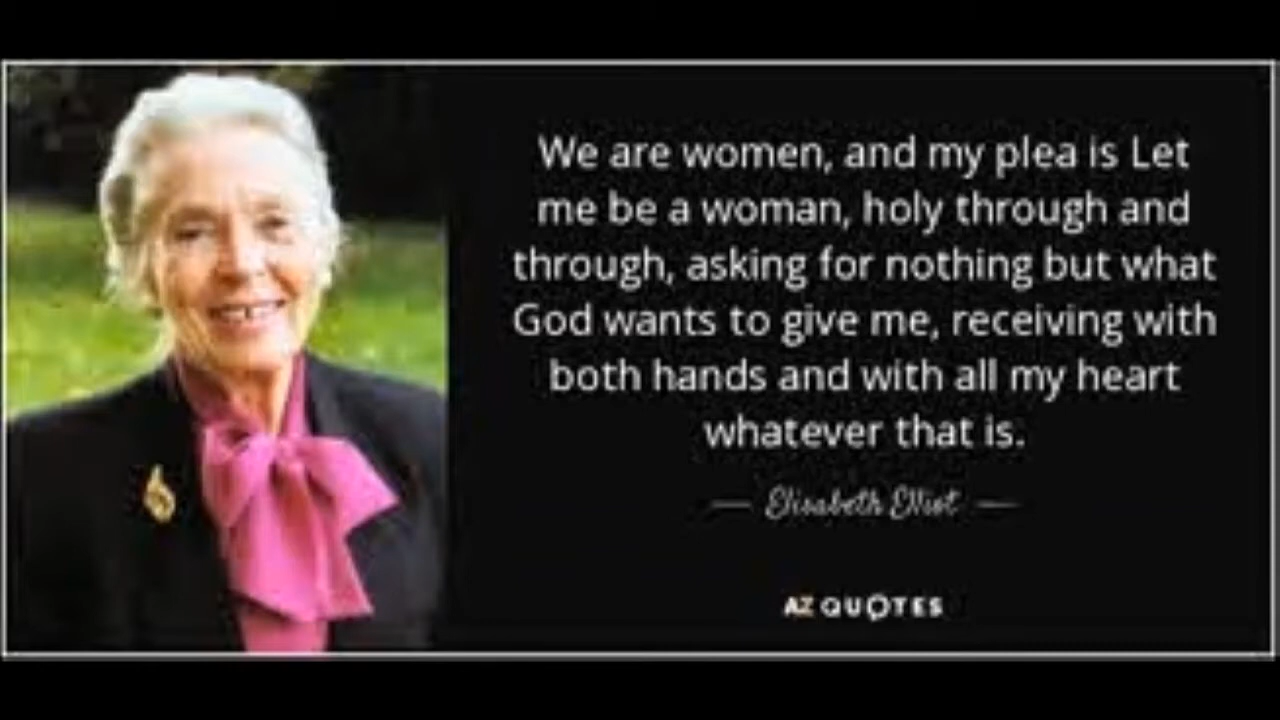 We are women, and my plea is Let
me be a woman, holy through and
through, asking for nothing but what
God wants to give me, receiving with
both hands and with all my heart
whatever that is.
— Elisabeth Elliot —
AZ QUOTES